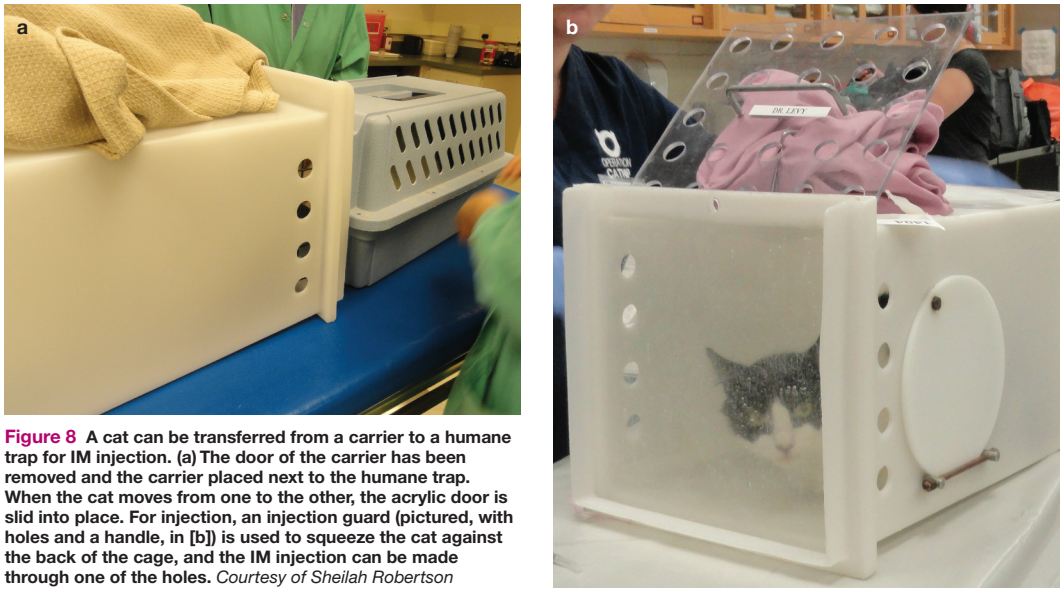 a
Figure 8 A cat can be transferred from a carrier to a humane
trap for IM injection. (a) The door of the carrier has been
removed and the carrier placed next to the humane trap.
When the cat moves from one to the other, the acrylic door is
slid into place. For injection, an injection guard (pictured, with
holes and a handle, in [b]) is used to squeeze the cat against
the back of the cage, and the IM injection can be made
through one of the holes. Courtesy of Sheilah Robertson
b
DR. LEVY
OPERATION